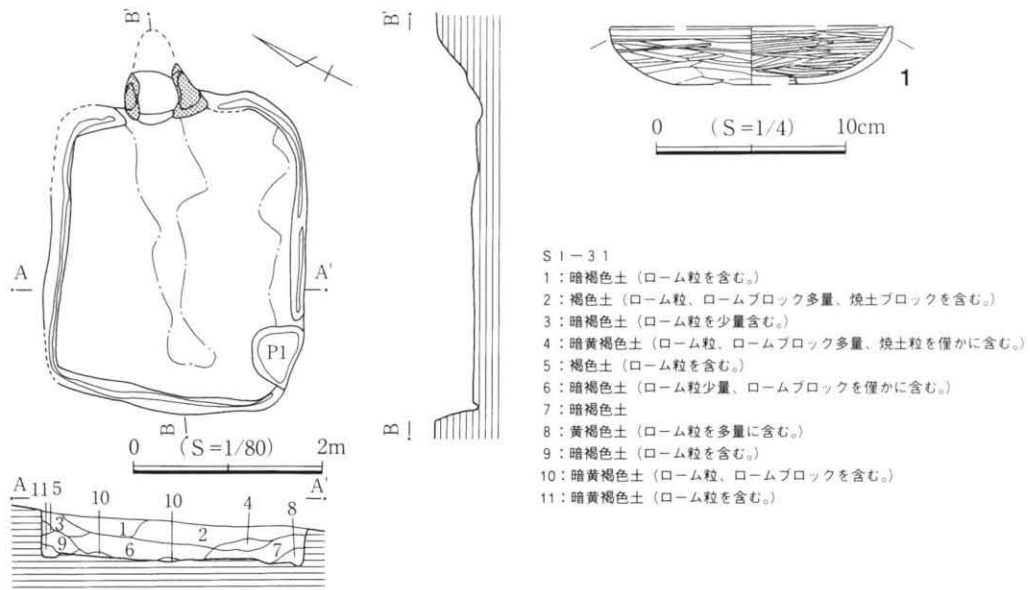 B'
A
A'
P1
B
0 (S=1/80) 2m
A
A'
11 5 10 10 4 8
3 1 2
9 6 7
B'
B
1
0 (S=1/4) 10cm
SI-31
1：暗褐色土（ローム粒を含む。）
2：褐色土（ローム粒、ロームブロック多量、焼土ブロックを含む。）
3：暗褐色土（ローム粒を少量含む。）
4：暗黄褐色土（ローム粒、ロームブロック多量、焼土粒を僅かに含む。）
5：褐色土（ローム粒を含む。）
6：暗褐色土（ローム粒少量、ロームブロックを僅かに含む。）
7：暗褐色土
8：黄褐色土（ローム粒を多量に含む。）
9：暗褐色土（ローム粒を含む。）
10：暗黄褐色土（ローム粒、ロームブロックを含む。）
11：暗黄褐色土（ローム粒を含む。）